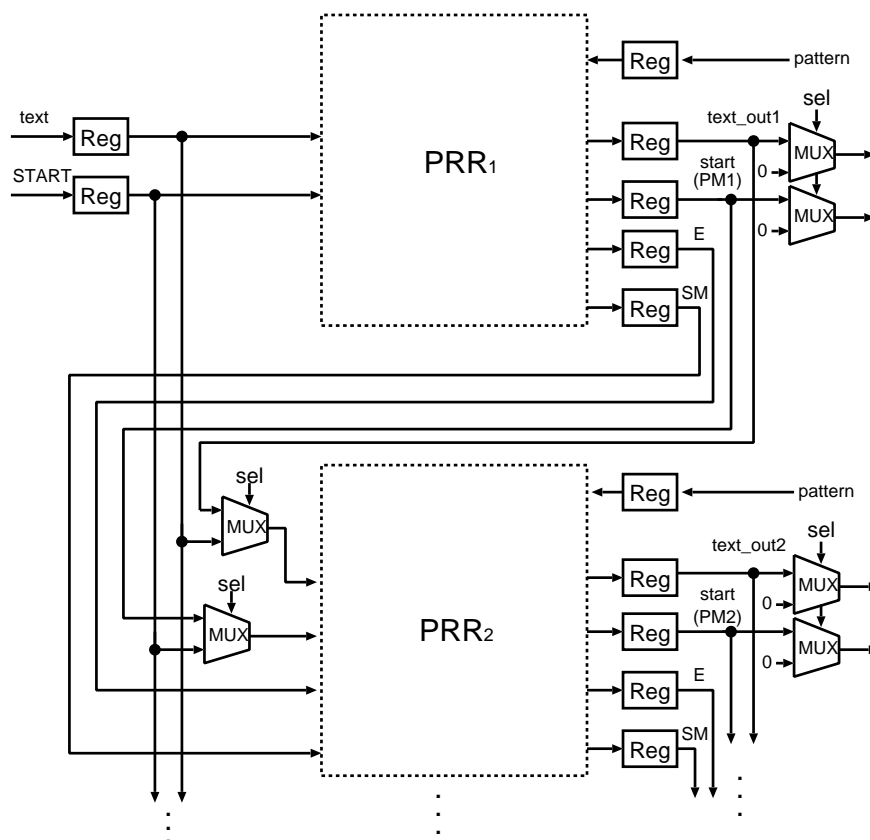 Reg
pattern
sel
text
Reg
Reg
text_out1
MUX
PRR1
START
Reg
start
(PM1)
0
Reg
MUX
0
E
Reg
SM
Reg
sel
Reg
pattern
MUX
sel
text_out2
Reg
MUX
sel
start
(PM2)
0
MUX
PRR2
Reg
MUX
0
E
Reg
SM
Reg